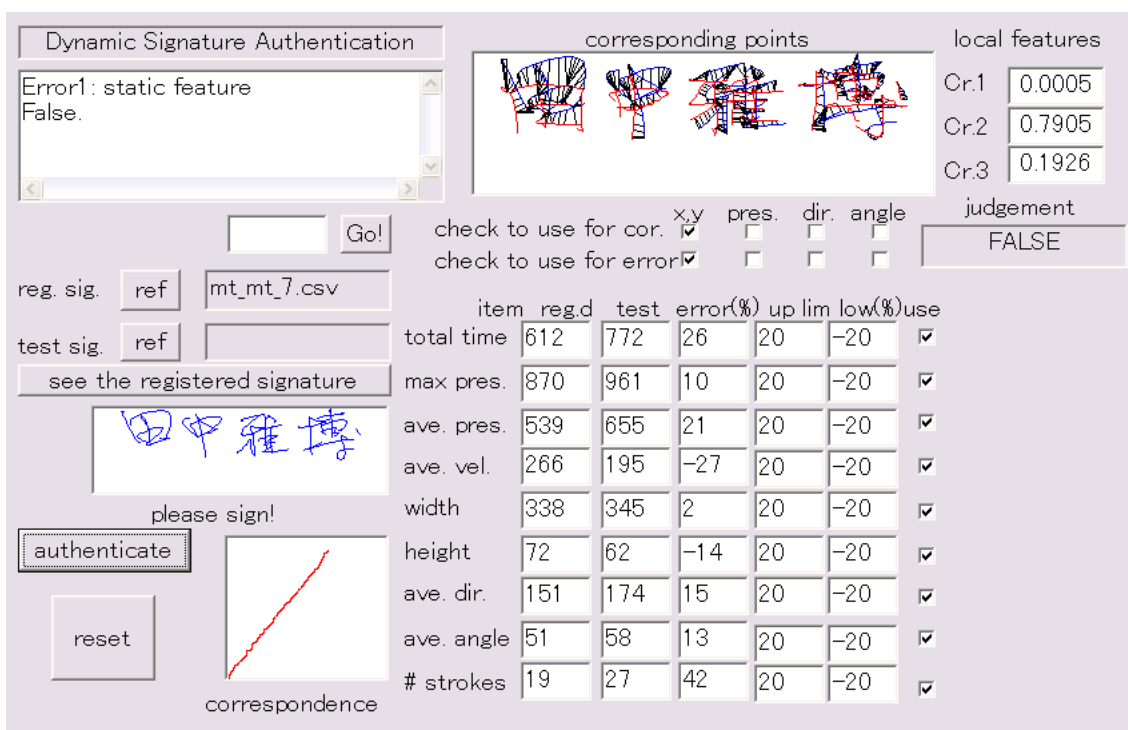 Dynamic Signature Authentication
Error1: static feature
False.
corresponding points
local features
Cr.1 0.0005
Cr.2 0.7905
Cr.3 0.1926
judgement
FALSE
Go!
x,y pres. dir. angle
check to use for cor.
check to use for error
reg. sig. ref mt_mt_7.csv
test sig. ref
see the registered signature
田中雅博
please sign!
authenticate
reset
correspondence
item reg.d test error(%) up lim low(%) use
total time 612 772 26 20 -20
max pres. 870 961 10 20 -20
ave. pres. 539 655 21 20 -20
ave. vel. 266 195 -27 20 -20
width 338 345 2 20 -20
height 72 62 -14 20 -20
ave. dir. 151 174 15 20 -20
ave. angle 51 58 13 20 -20
# strokes 19 27 42 20 -20